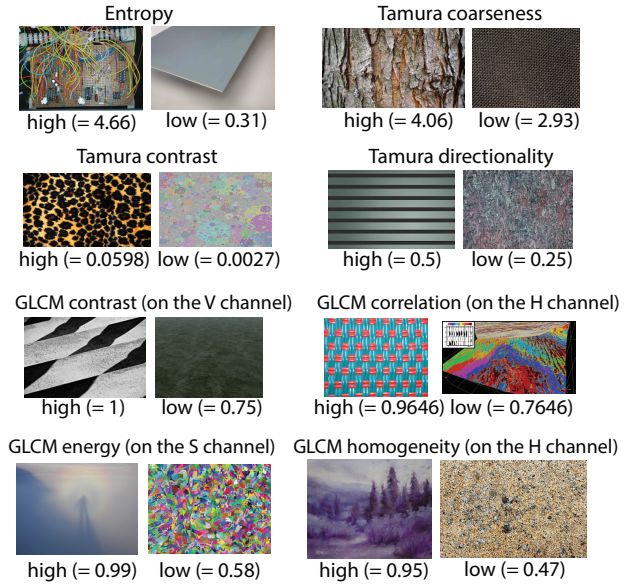 Entropy
high (= 4.66) low (= 0.31)
Tamura coarseness
high (= 4.06) low (= 2.93)
Tamura contrast
high (= 0.0598) low (= 0.0027)
Tamura directionality
high (= 0.5) low (= 0.25)
GLCM contrast (on the V channel)
high (= 1) low (= 0.75)
GLCM correlation (on the H channel)
high (= 0.9646) low (= 0.7646)
GLCM energy (on the S channel)
high (= 0.99) low (= 0.58)
GLCM homogeneity (on the H channel)
high (= 0.95) low (= 0.47)